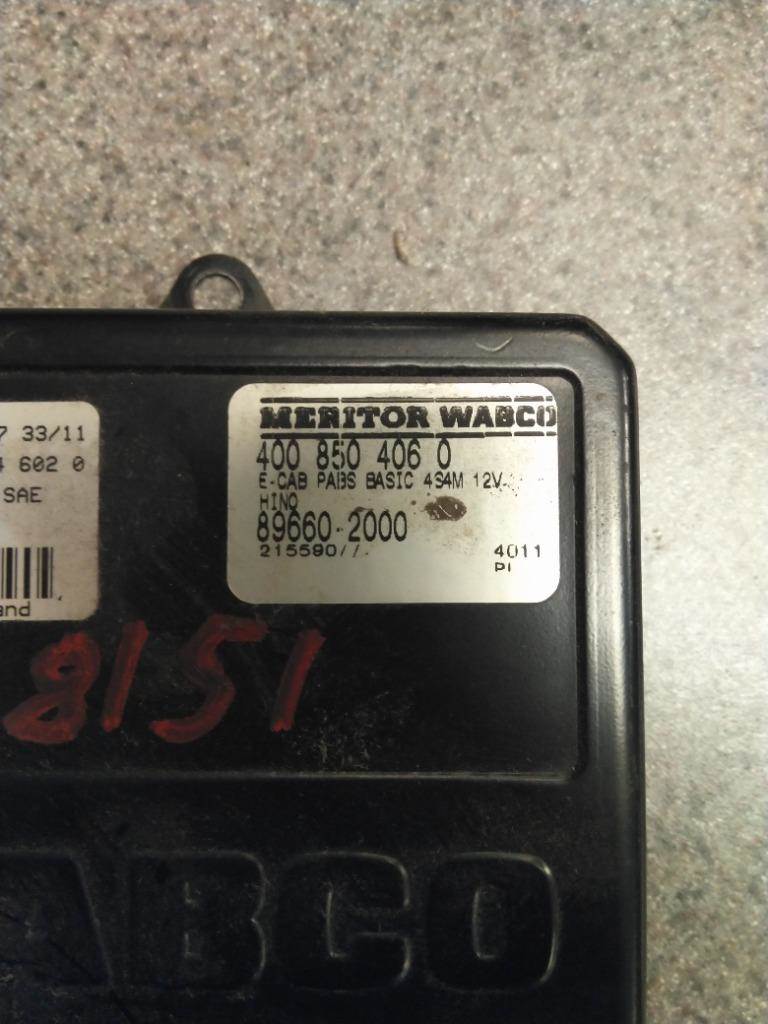 7 33/11
4 602 0
SAE
and
MERITOR WABCO
400 850 406 0
E-CAB PABS BASIC 4S4M 12V
HINO
89660-2000
215590//
4011
PL
8151
ABCO